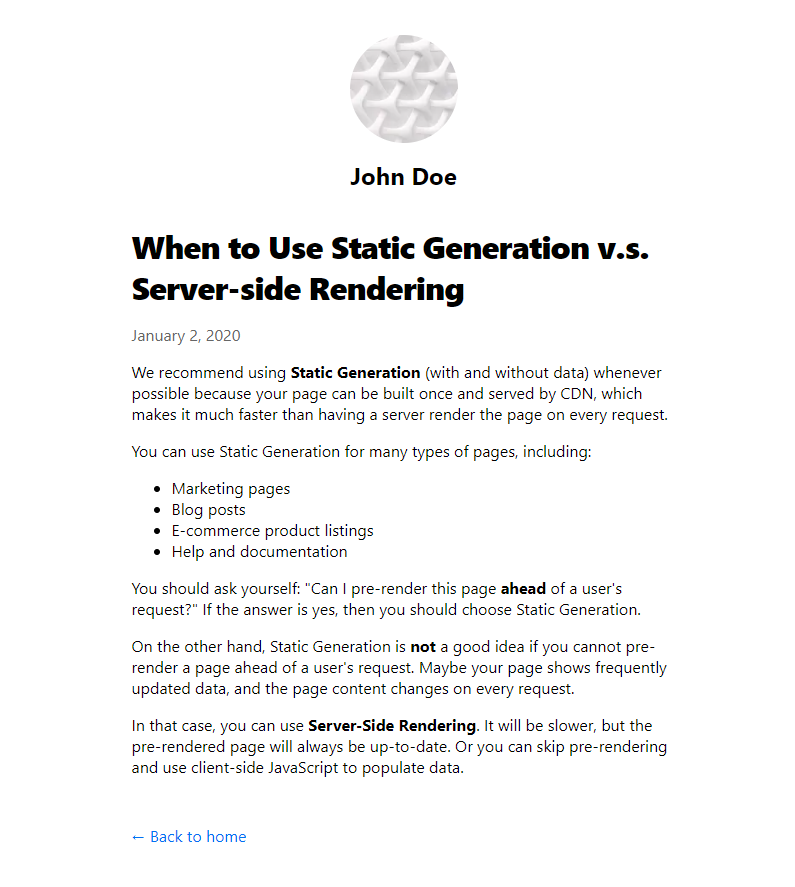 John Doe
When to Use Static Generation v.s.
Server-side Rendering
January 2, 2020
We recommend using Static Generation (with and without data) whenever
possible because your page can be built once and served by CDN, which
makes it much faster than having a server render the page on every request.
You can use Static Generation for many types of pages, including:
• Marketing pages
• Blog posts
• E-commerce product listings
• Help and documentation
You should ask yourself: "Can I pre-render this page ahead of a user's
request?" If the answer is yes, then you should choose Static Generation.
On the other hand, Static Generation is not a good idea if you cannot pre-
render a page ahead of a user's request. Maybe your page shows frequently
updated data, and the page content changes on every request.
In that case, you can use Server-Side Rendering. It will be slower, but the
pre-rendered page will always be up-to-date. Or you can skip pre-rendering
and use client-side JavaScript to populate data.
← Back to home